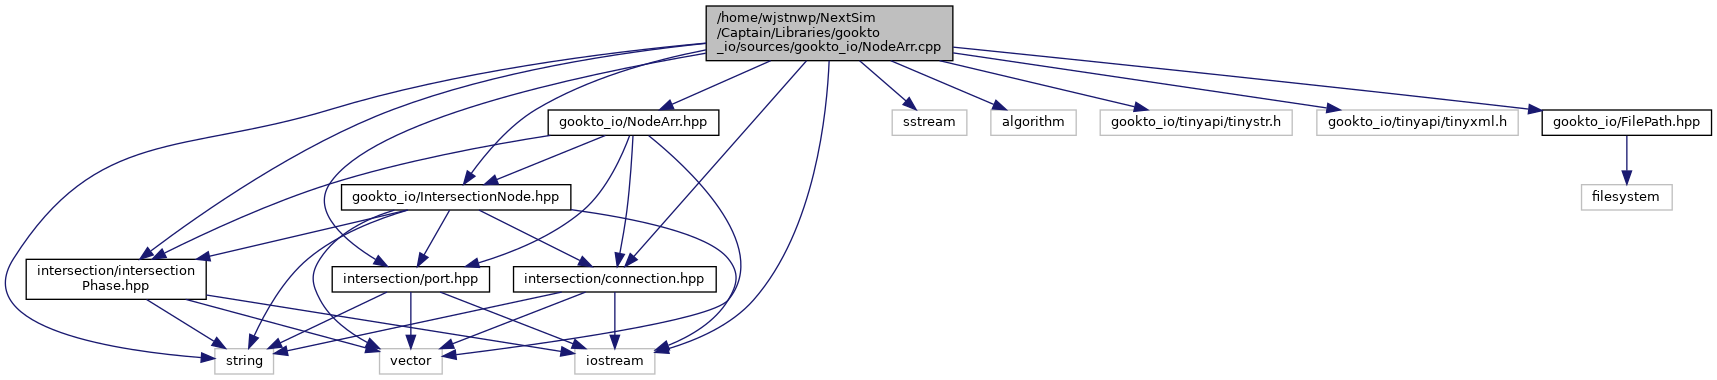 /home/wjstnwp/NextSim
/Captain/Libraries/gookto
_io/sources/gookto_io/NodeArr.cpp
gookto_io/NodeArr.hpp
sstream
algorithm
gookto_io/tinyapi/tinystr.h
gookto_io/tinyapi/tinyxml.h
gookto_io/FilePath.hpp
gookto_io/IntersectionNode.hpp
filesystem
intersection/intersection
Phase.hpp
intersection/port.hpp
intersection/connection.hpp
string
vector
iostream